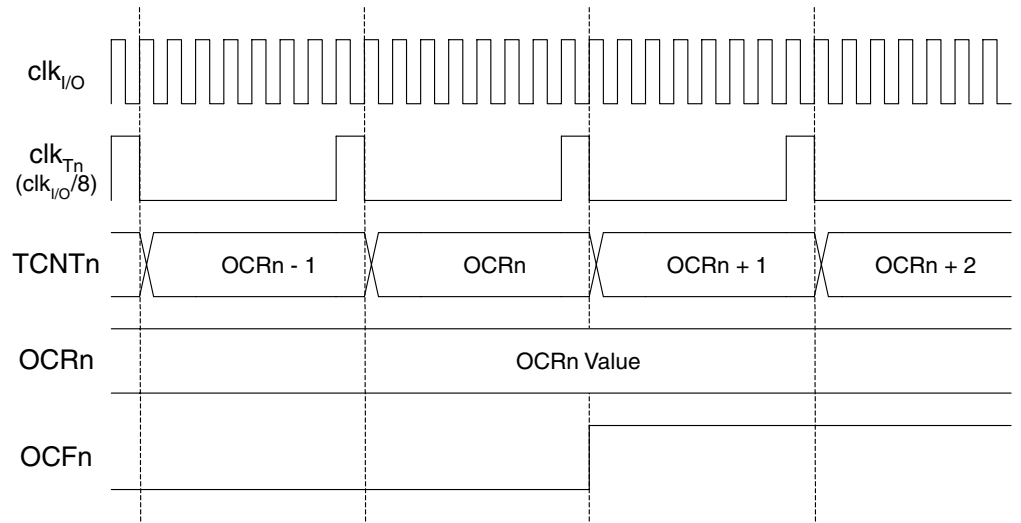 clkI/O
clkTn
(clkI/O/8)
TCNTn
OCRn - 1
OCRn
OCRn + 1
OCRn + 2
OCRn
OCRn Value
OCFn